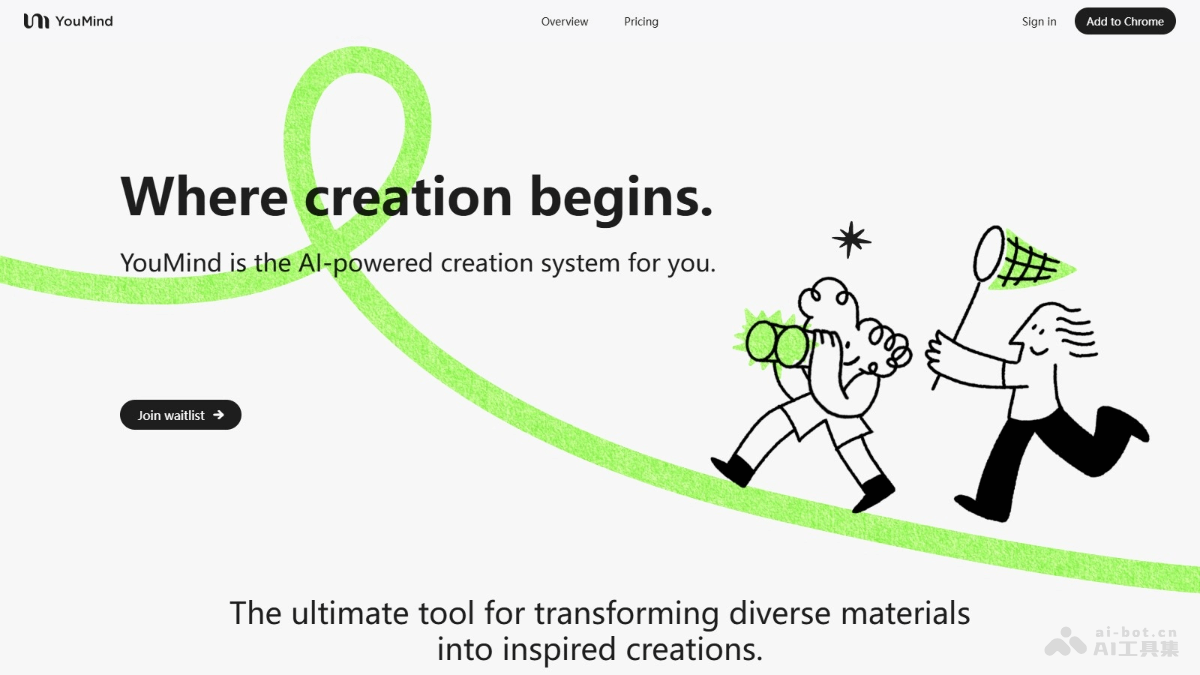 YouMind
Overview
Pricing
Sign in
Add to Chrome
Where creation begins.
YouMind is the AI-powered creation system for you.
Join waitlist →
The ultimate tool for transforming diverse materials
into inspired creations.
ai-bot.cn
AI工具集